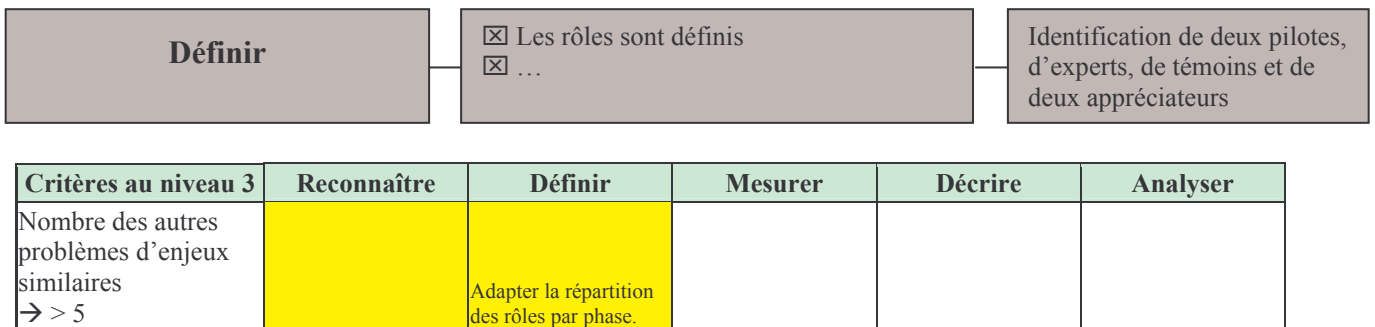 Définir
☒ Les rôles sont définis
☒ …
Identification de deux pilotes,
d’experts, de témoins et de
deux appréciateurs
Critères au niveau 3 Reconnaître Définir Mesurer Décrire Analyser
Nombre des autres
problèmes d’enjeux
similaires
→ > 5
Adapter la répartition
des rôles par phase.